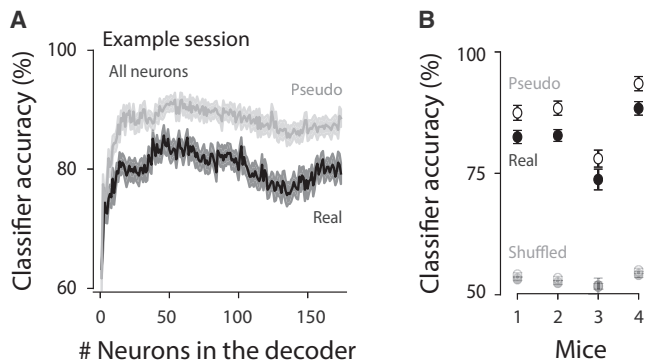 A
Example session
All neurons
Pseudo
Real
Classifier accuracy (%)
100
80
60
0
50
100
150
# Neurons in the decoder
B
Pseudo
Real
Shuffled
Classifier accuracy (%)
100
75
50
1
2
3
4
Mice